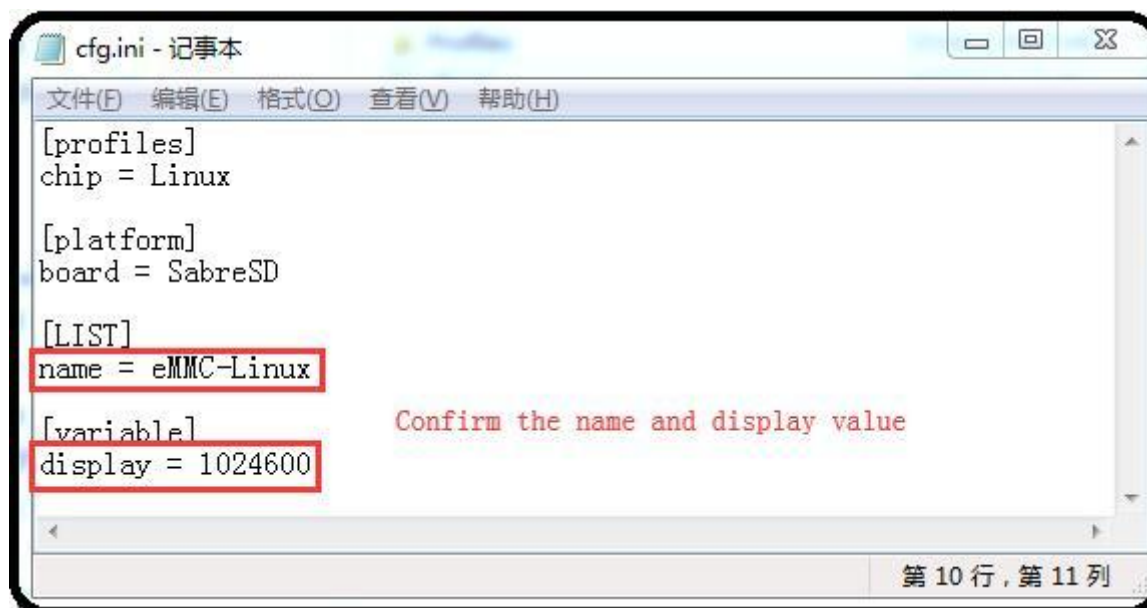 cfg.ini - 记事本
文件(F) 编辑(E) 格式(O) 查看(V) 帮助(H)
[profiles]
chip = Linux
[platform]
board = SabreSD
[LIST]
name = eMMC-Linux
[variable]
Confirm the name and display value
display = 1024600
第 10 行，第 11 列